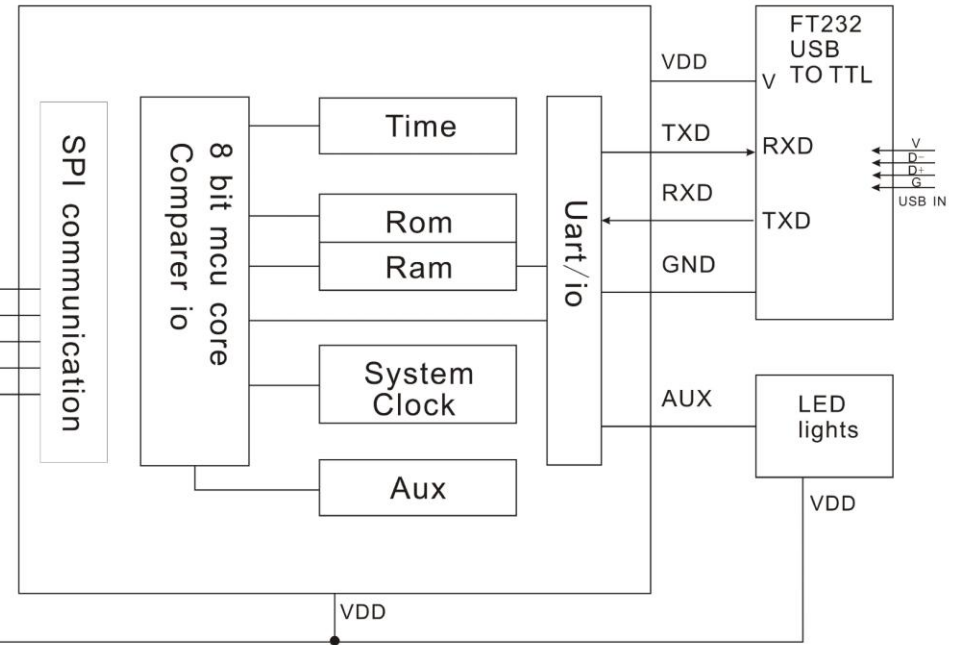 FT232
USB
TO TTL
VDD
V
Time
TXD
RXD
V
D-
D+
G
USB IN
SPI communication
8 bit mcu core
Comparer io
Rom
Ram
Uart/io
RXD
TXD
GND
System
Clock
AUX
LED
lights
Aux
VDD
VDD